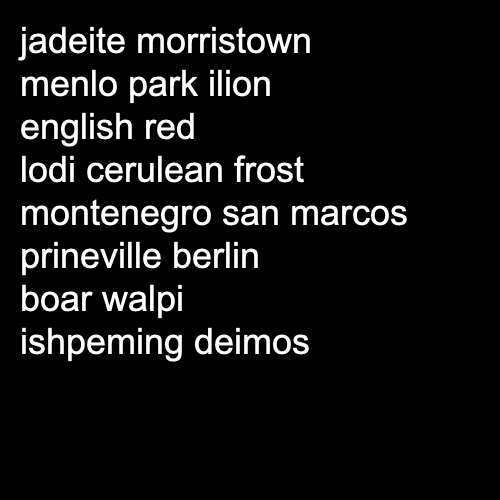 jadeite morristown
menlo park ilion
english red
lodi cerulean frost
montenegro san marcos
prineville berlin
boar walpi
ishpeming deimos